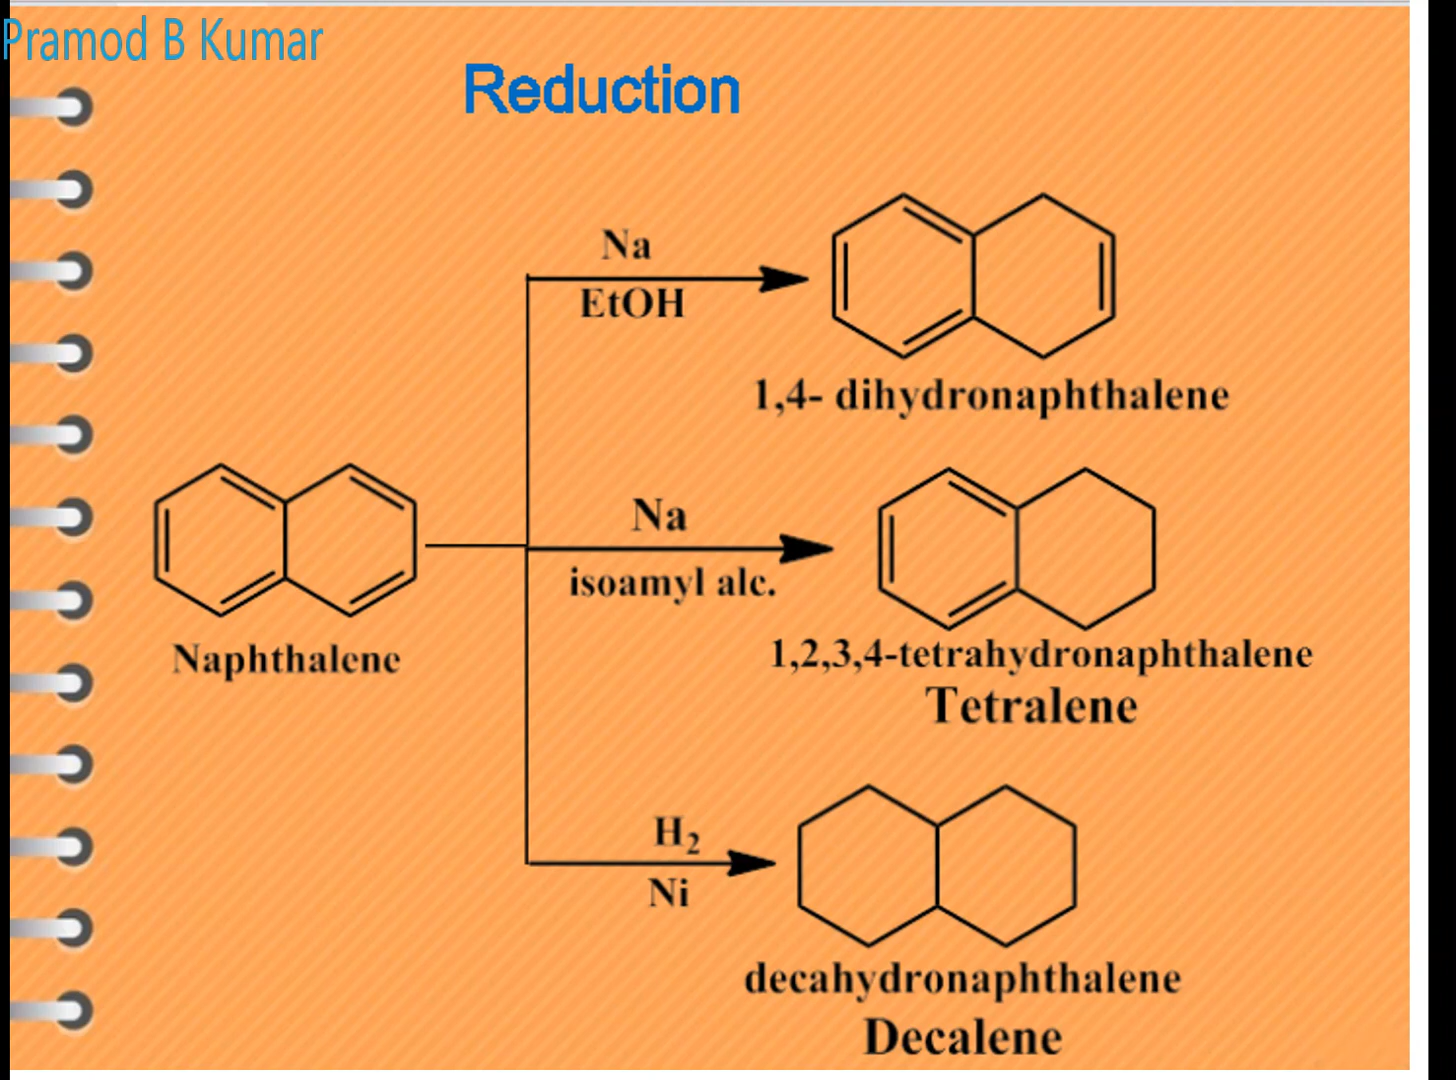 Pramod B Kumar
Reduction
Na
EtOH
1,4- dihydronaphthalene
Na
isoamyl alc.
Naphthalene
1,2,3,4-tetrahydronaphthalene
Tetralene
H₂
Ni
decahydronaphthalene
Decalene